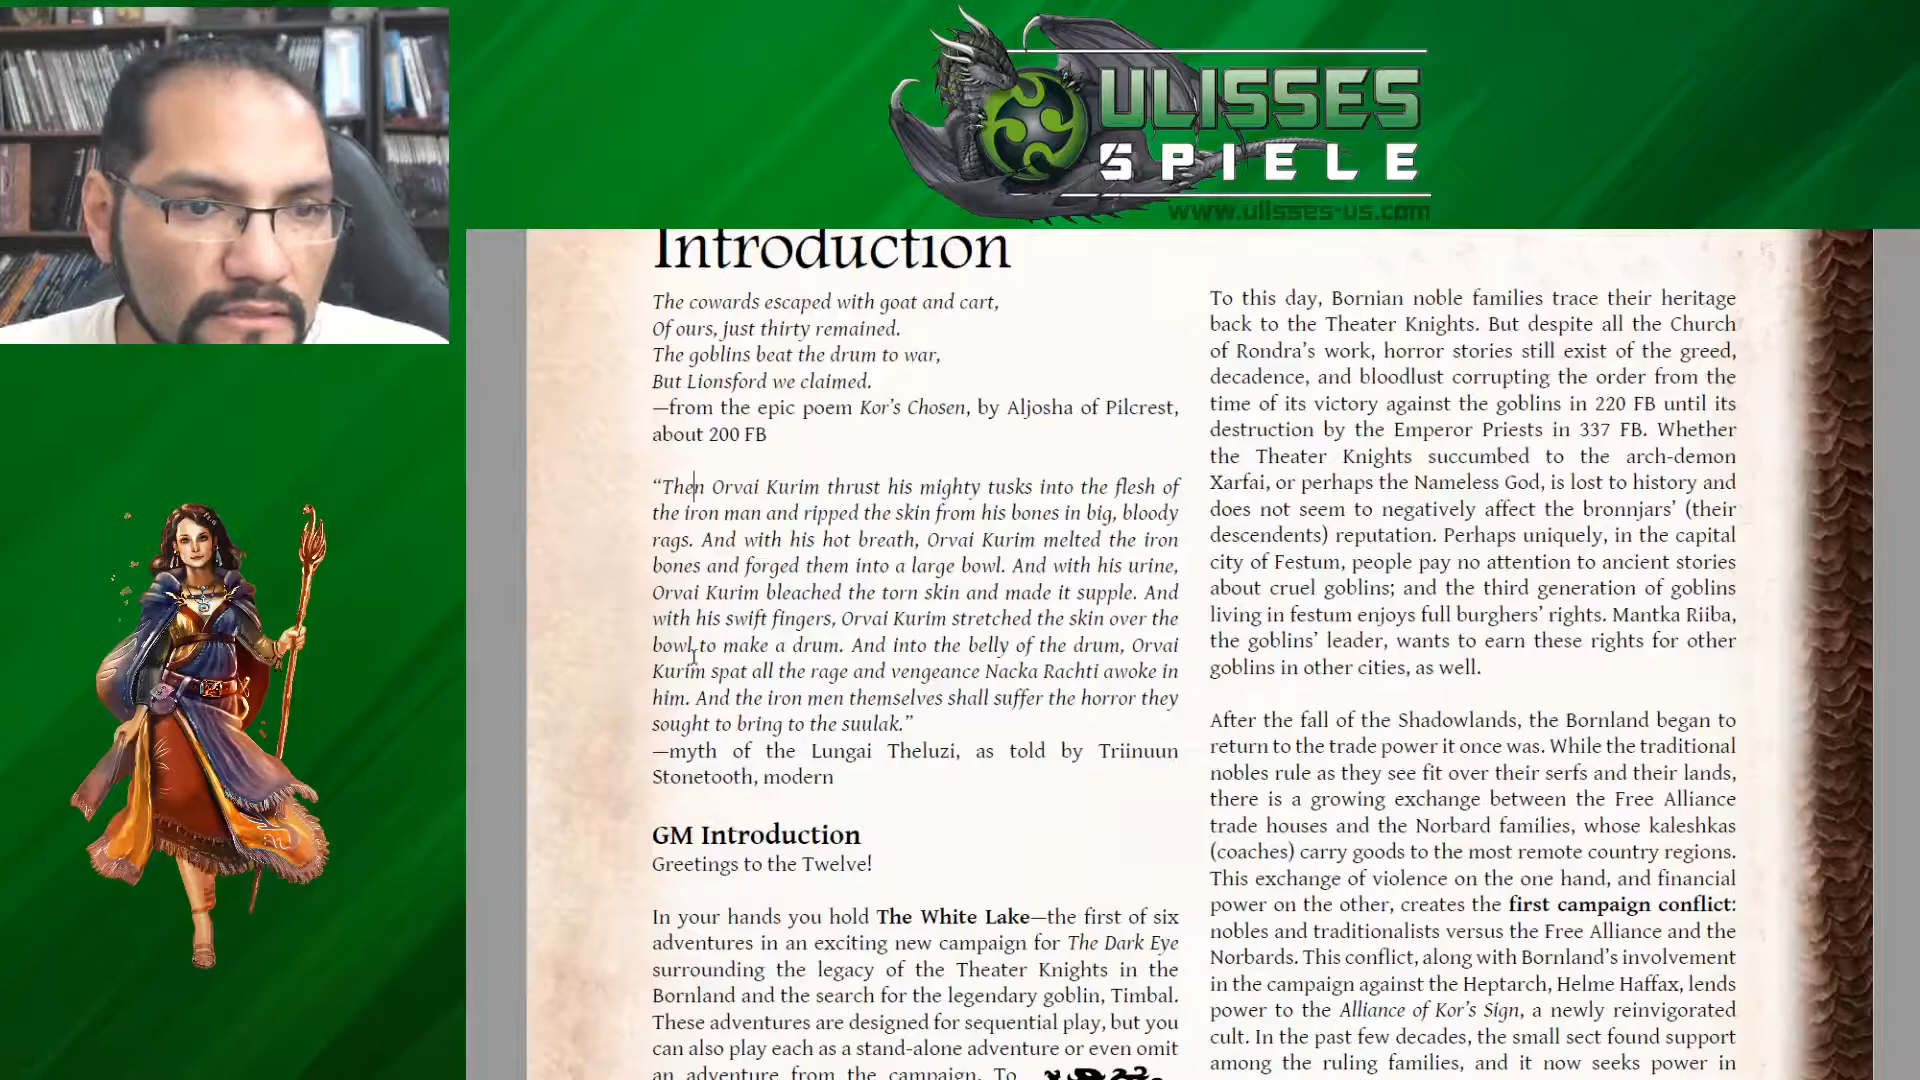 ULISSES
SPIELE
www.ulisses-us.com
Introduction
The cowards escaped with goat and cart,
Of ours, just thirty remained.
The goblins beat the drum to war,
But Lionsford we claimed.
—from the epic poem Kor's Chosen, by Aljosha of Pilcrest,
about 200 FB
“Then Orvai Kurim thrust his mighty tusks into the flesh of
the iron man and ripped the skin from his bones in big, bloody
rags. And with his hot breath, Orvai Kurim melted the iron
bones and forged them into a large bowl. And with his urine,
Orvai Kurim bleached the torn skin and made it supple. And
with his swift fingers, Orvai Kurim stretched the skin over the
bowl to make a drum. And into the belly of the drum, Orvai
Kurim spat all the rage and vengeance Nacka Rachti awoke in
him. And the iron men themselves shall suffer the horror they
sought to bring to the suulak.”
—myth of the Lungai Theluzi, as told by Triinuun
Stonetooth, modern
GM Introduction
Greetings to the Twelve!
In your hands you hold The White Lake—the first of six
adventures in an exciting new campaign for The Dark Eye
surrounding the legacy of the Theater Knights in the
Bornland and the search for the legendary goblin, Timbal.
These adventures are designed for sequential play, but you
can also play each as a stand-alone adventure or even omit
an adventure from the campaign. To
To this day, Bornian noble families trace their heritage
back to the Theater Knights. But despite all the Church
of Rondra’s work, horror stories still exist of the greed,
decadence, and bloodlust corrupting the order from the
time of its victory against the goblins in 220 FB until its
destruction by the Emperor Priests in 337 FB. Whether
the Theater Knights succumbed to the arch-demon
Xarfai, or perhaps the Nameless God, is lost to history and
does not seem to negatively affect the bronnjars’ (their
descendents) reputation. Perhaps uniquely, in the capital
city of Festum, people pay no attention to ancient stories
about cruel goblins; and the third generation of goblins
living in festum enjoys full burghers’ rights. Mantka Riiba,
the goblins’ leader, wants to earn these rights for other
goblins in other cities, as well.
After the fall of the Shadowlands, the Bornland began to
return to the trade power it once was. While the traditional
nobles rule as they see fit over their serfs and their lands,
there is a growing exchange between the Free Alliance
trade houses and the Norbard families, whose kaleshkas
(coaches) carry goods to the most remote country regions.
This exchange of violence on the one hand, and financial
power on the other, creates the first campaign conflict:
nobles and traditionalists versus the Free Alliance and the
Norbards. This conflict, along with Bornland’s involvement
in the campaign against the Heptarch, Helme Haffax, lends
power to the Alliance of Kor’s Sign, a newly reinvigorated
cult. In the past few decades, the small sect found support
among the ruling families, and it now seeks power in